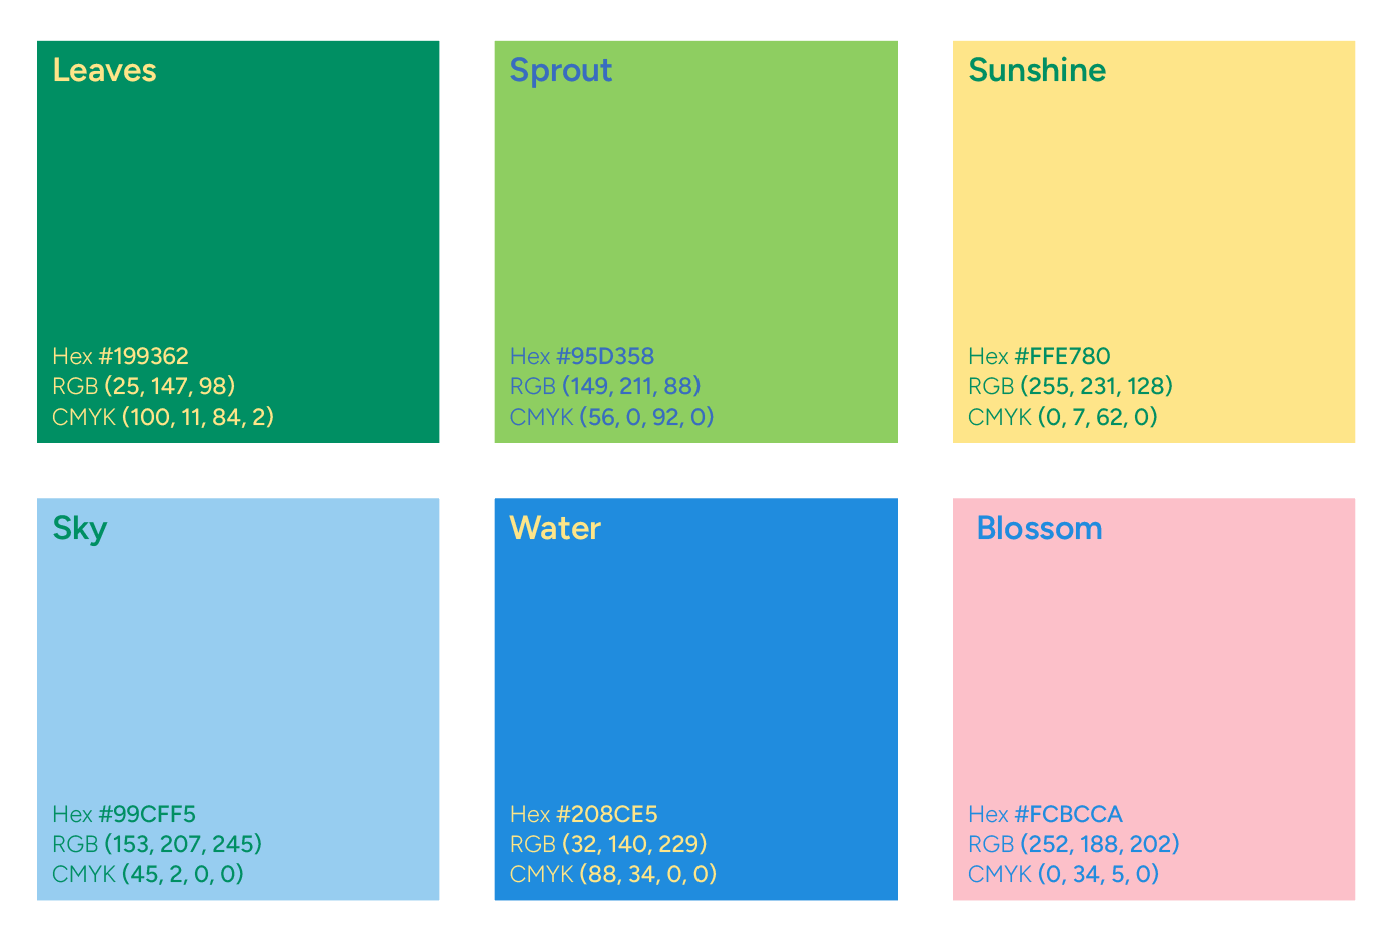 Leaves
Hex #199362
RGB (25, 147, 98)
CMYK (100, 11, 84, 2)
Sprout
Hex #95D358
RGB (149, 211, 88)
CMYK (56, 0, 92, 0)
Sunshine
Hex #FFE780
RGB (255, 231, 128)
CMYK (0, 7, 62, 0)
Sky
Hex #99CFF5
RGB (153, 207, 245)
CMYK (45, 2, 0, 0)
Water
Hex #208CE5
RGB (32, 140, 229)
CMYK (88, 34, 0, 0)
Blossom
Hex #FCBCCA
RGB (252, 188, 202)
CMYK (0, 34, 5, 0)